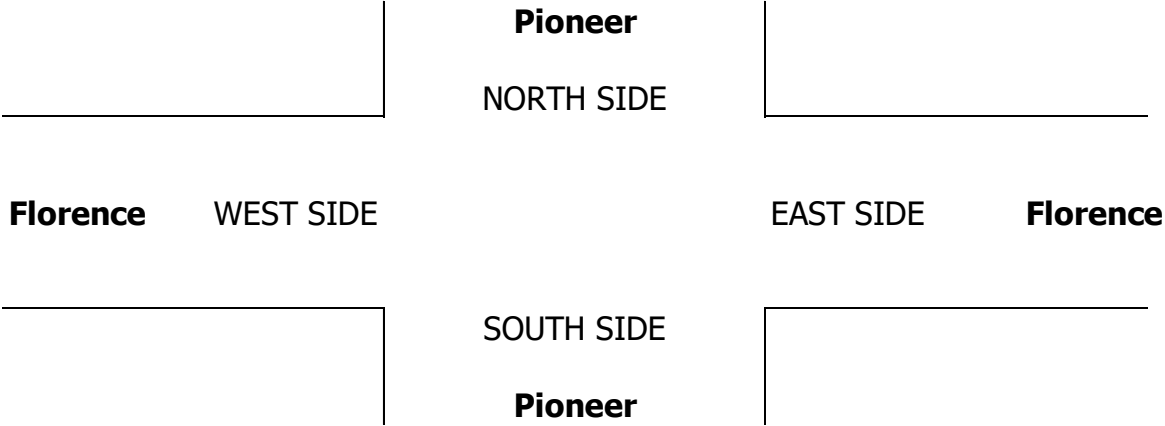 Pioneer
NORTH SIDE
Florence WEST SIDE EAST SIDE Florence
SOUTH SIDE
Pioneer